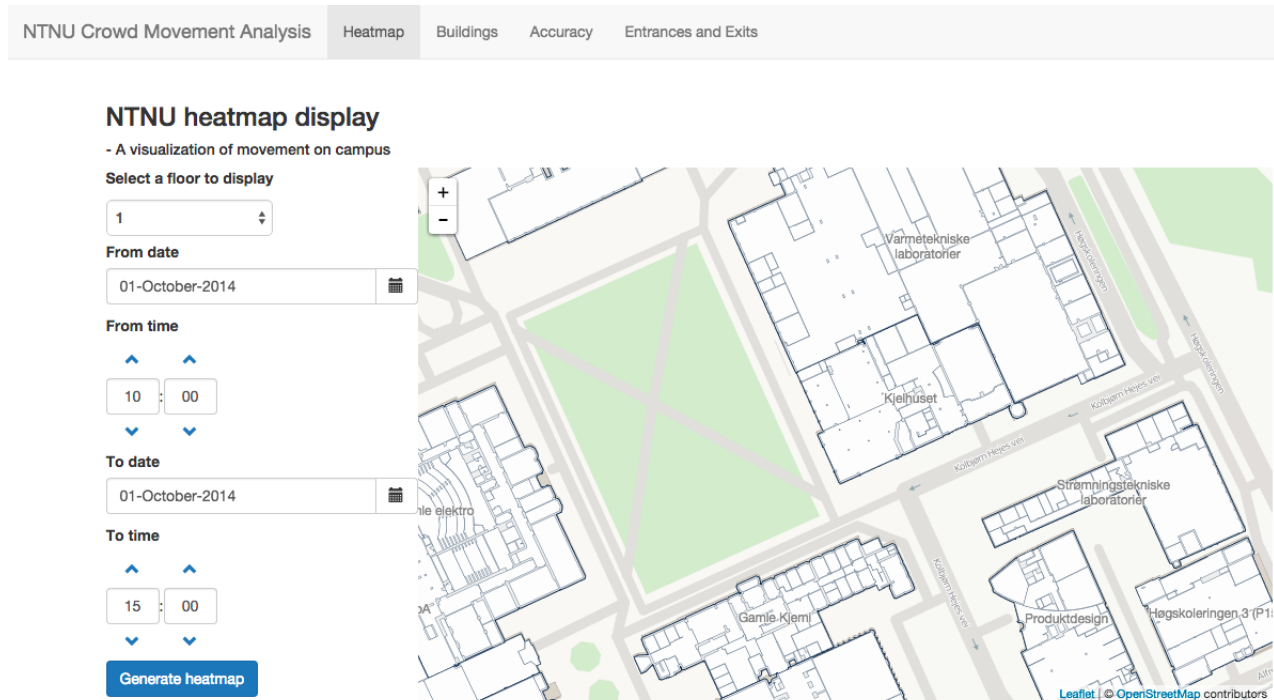 NTNU Crowd Movement Analysis Heatmap Buildings Accuracy Entrances and Exits
NTNU heatmap display
- A visualization of movement on campus
Select a floor to display
1
From date
01-October-2014
From time
10 : 00
To date
01-October-2014
To time
15 : 00
Generate heatmap
+
−
Varmetekniske
laboratorier
Høgskoleringen
Høgskoleringen
Kjelhuset
Kolbjørn Hejes vei
Kolbjørn Hejes vei
Strømningstekniske
laboratorier
elektro
Kolbjørn Hejes vei
Gamle Kjemi
Produktdesign
Høgskoleringen 3 (P1
Leaflet | © OpenStreetMap contributors